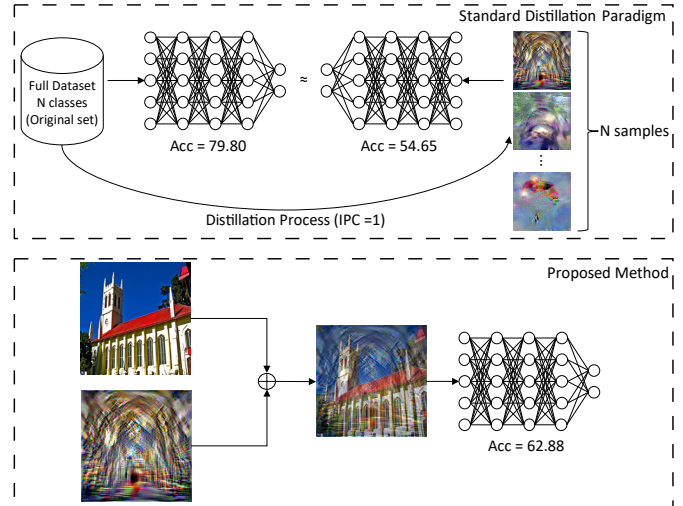 Standard Distillation Paradigm
Full Dataset
N classes
(Original set)
≈
N samples
Acc = 79.80
Acc = 54.65
Distillation Process (IPC =1)
Proposed Method
Acc = 62.88